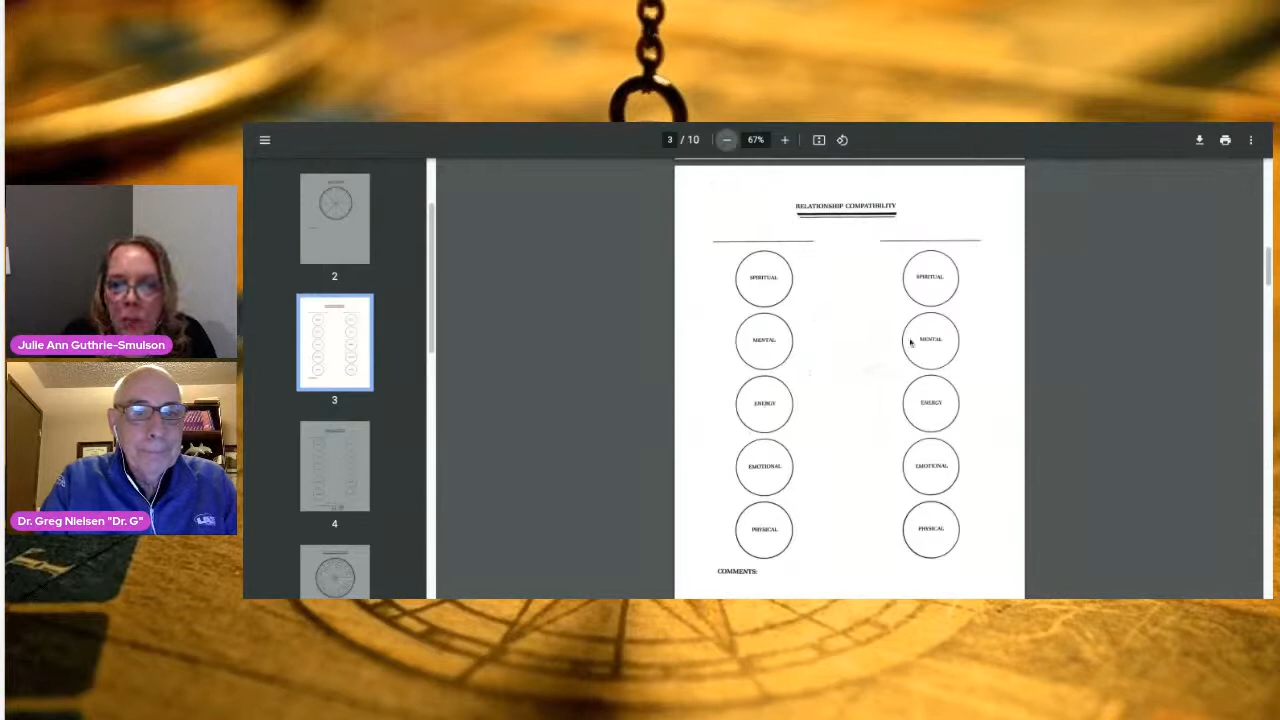 3 / 10
67%
2
3
4
RELATIONSHIP COMPATIBILITY
SPIRITUAL SPIRITUAL
MENTAL MENTAL
ENERGY ENERGY
EMOTIONAL EMOTIONAL
PHYSICAL PHYSICAL
COMMENTS:
Julie Ann Guthrie-Smulson
Dr. Greg Nielsen "Dr. G"